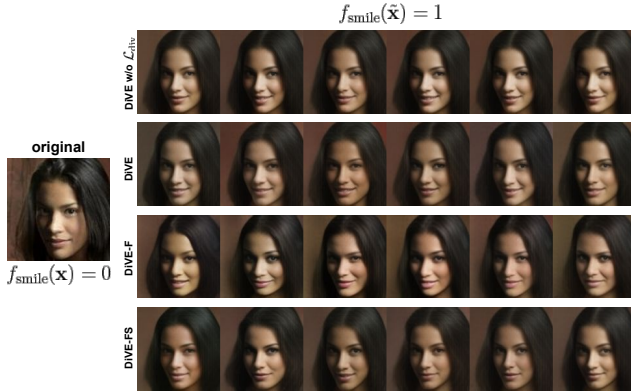 f_smile(x̃) = 1
DiVE w/o ℒ_div
original
DiVE
DiVE-F
f_smile(x) = 0
DiVE-FS